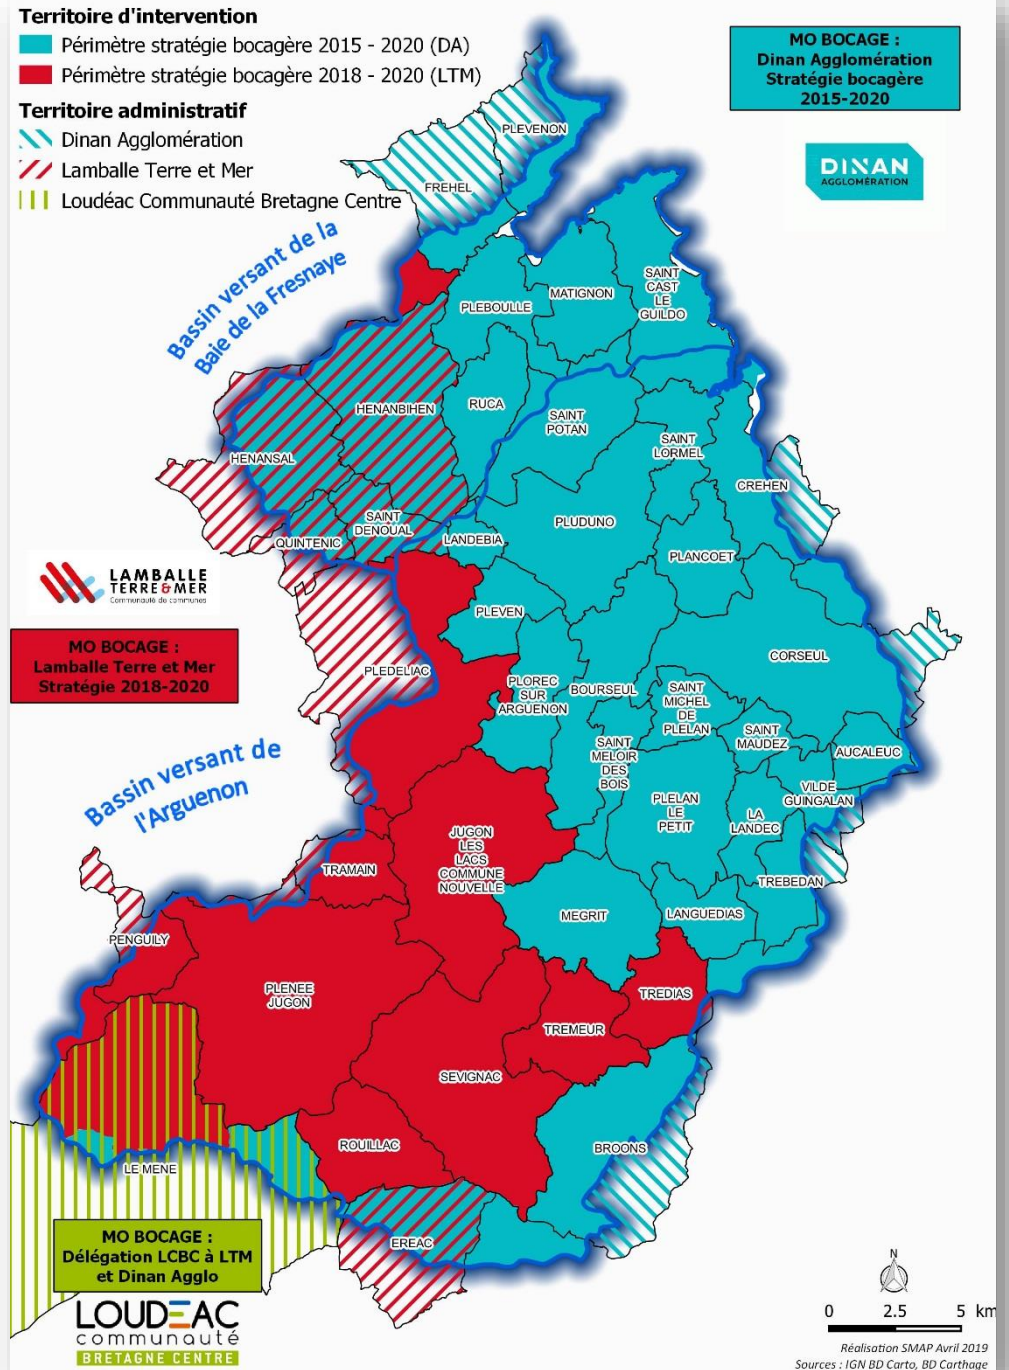 Territoire d'intervention
Périmètre stratégie bocagère 2015 - 2020 (DA)
Périmètre stratégie bocagère 2018 - 2020 (LTM)
Territoire administratif
Dinan Agglomération
Lamballe Terre et Mer
Loudéac Communauté Bretagne Centre
MO BOCAGE :
Dinan Agglomération
Stratégie bocagère
2015-2020
DINAN
AGGLOMÉRATION
PLEVENON
FREHEL
Bassin versant de la
Baie de la Fresnaye
SAINT
CAST
LE
GUILDO
MATIGNON
PLEBOULLE
HENANBIHEN
RUCA
SAINT
POTAN
SAINT
LORMEL
HENANSAL
CREHEN
SAINT
DENOUAL
QUINTENIC
LANDEBIA
PLUDUNO
PLANCOET
LAMBALLE
TERRE&MER
Communauté de communes
MO BOCAGE :
Lamballe Terre et Mer
Stratégie 2018-2020
PLEVEN
PLEDELIAC
CORSEUL
PLOREC
SUR
ARGUENON
BOURSEUL
SAINT
MICHEL
DE
PLELAN
SAINT
MAUDEZ
AUCALEUC
SAINT
MELOIR
DES
BOIS
Bassin versant de
l'Arguenon
PLELAN
LE
PETIT
VILDE
GUINGALAN
LA
LANDEC
JUGON
LES
LACS
COMMUNE
NOUVELLE
TRAMAIN
TREBEDAN
MEGRIT
LANGUEDIAS
PENGUILY
PLENEE
JUGON
TREDIAS
TREMEUR
SEVIGNAC
ROUILLAC
BROONS
LE MENE
EREAC
MO BOCAGE :
Délégation LCBC à LTM
et Dinan Agglo
LOUDEAC
communauté
BRETAGNE CENTRE
N
0 2.5 5 km
Réalisation SMAP Avril 2019
Sources : IGN BD Carto, BD Carthage